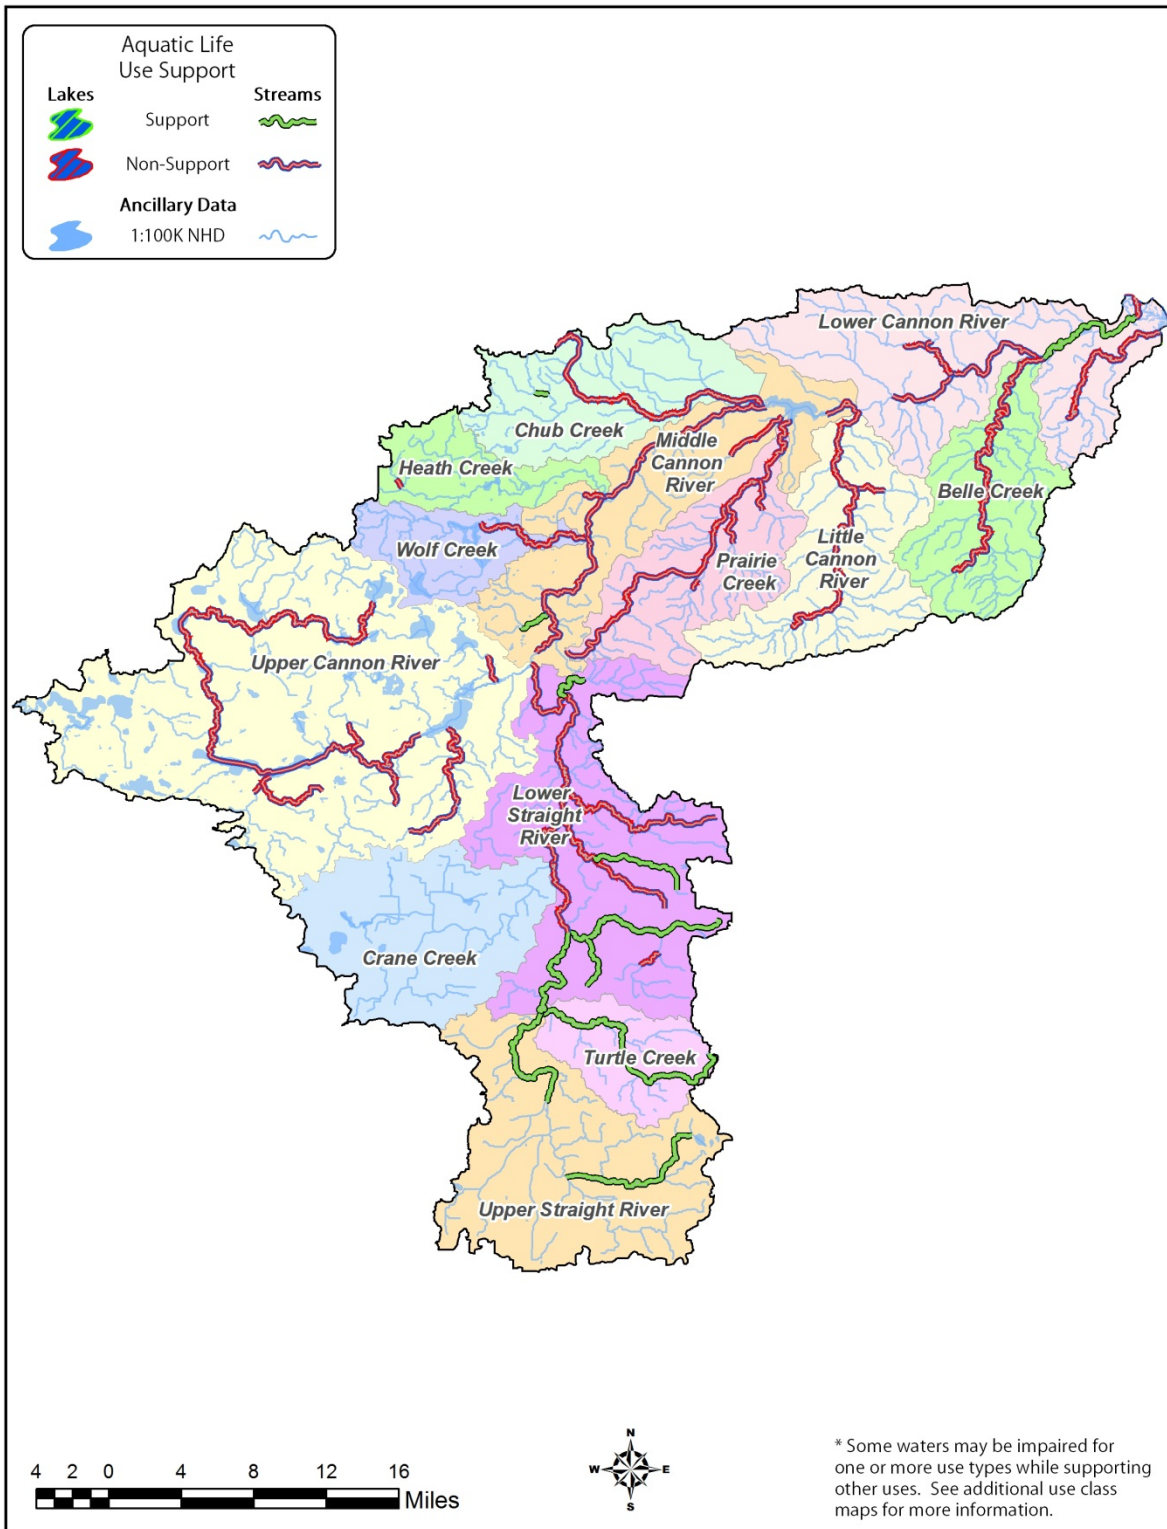 Aquatic Life
Use Support
Lakes
Streams
Support
Non-Support
Ancillary Data
1:100K NHD
Lower Cannon River
Chub Creek
Middle
Cannon
River
Heath Creek
Belle Creek
Wolf Creek
Little
Cannon
River
Prairie
Creek
Upper Cannon River
Lower
Straight
River
Crane Creek
Turtle Creek
Upper Straight River
N
W
E
S
4 2 0 4 8 12 16
Miles
* Some waters may be impaired for
one or more use types while supporting
other uses. See additional use class
maps for more information.